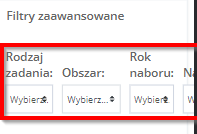 Filtry zaawansowane
Rodzaj zadania: Obszar: Rok naboru:
Wybierz. Wybierz... Wybierz